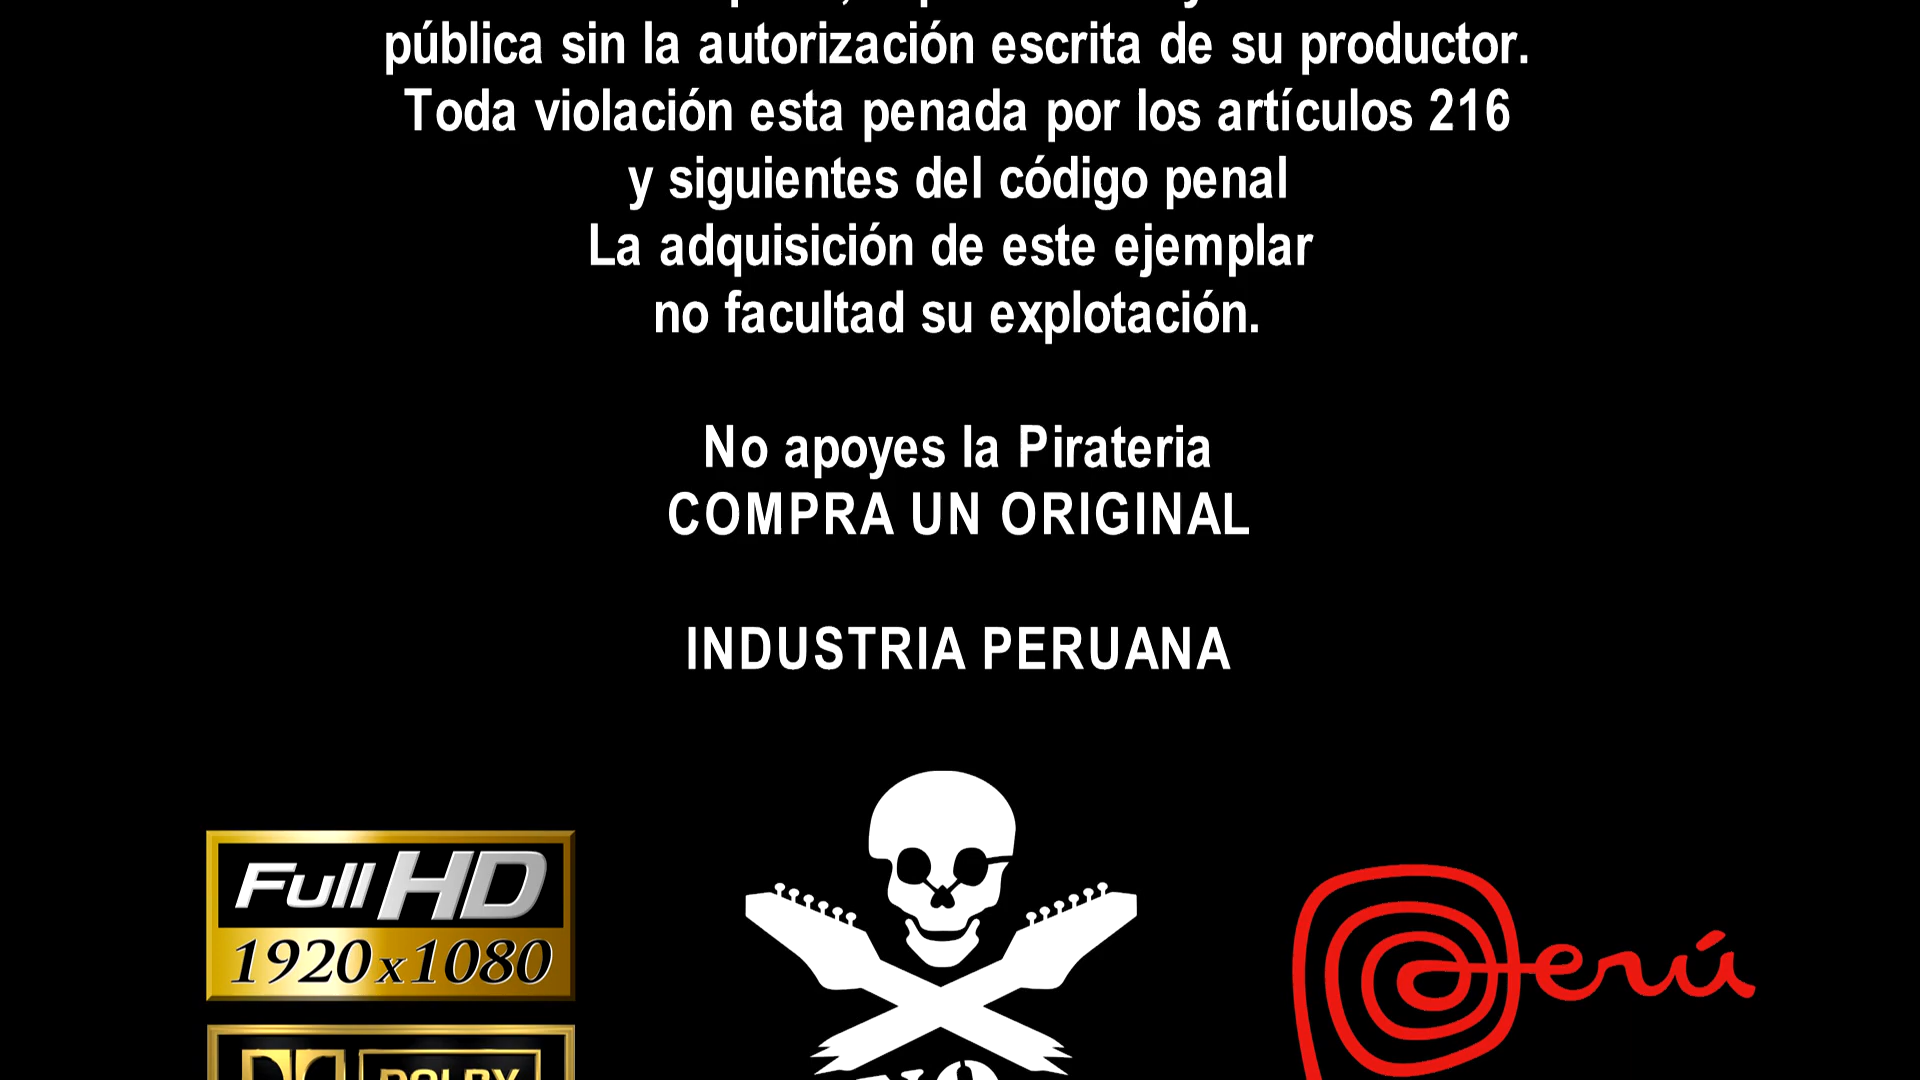 pública sin la autorización escrita de su productor.
Toda violación esta penada por los artículos 216
y siguientes del código penal
La adquisición de este ejemplar
no facultad su explotación.
No apoyes la Pirateria
COMPRA UN ORIGINAL
INDUSTRIA PERUANA
Full HD
1920x1080
Perú
DOLBY